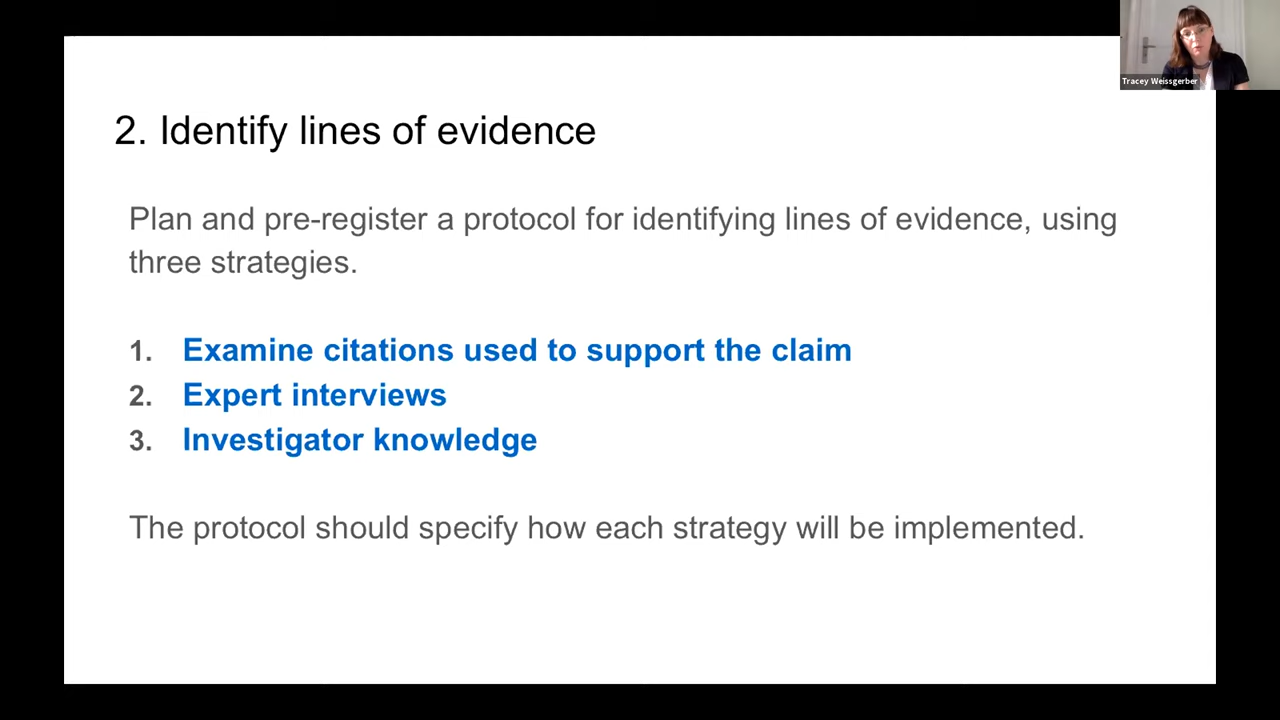 Tracey Weissgerber
2. Identify lines of evidence
Plan and pre-register a protocol for identifying lines of evidence, using
three strategies.
1. Examine citations used to support the claim
2. Expert interviews
3. Investigator knowledge
The protocol should specify how each strategy will be implemented.